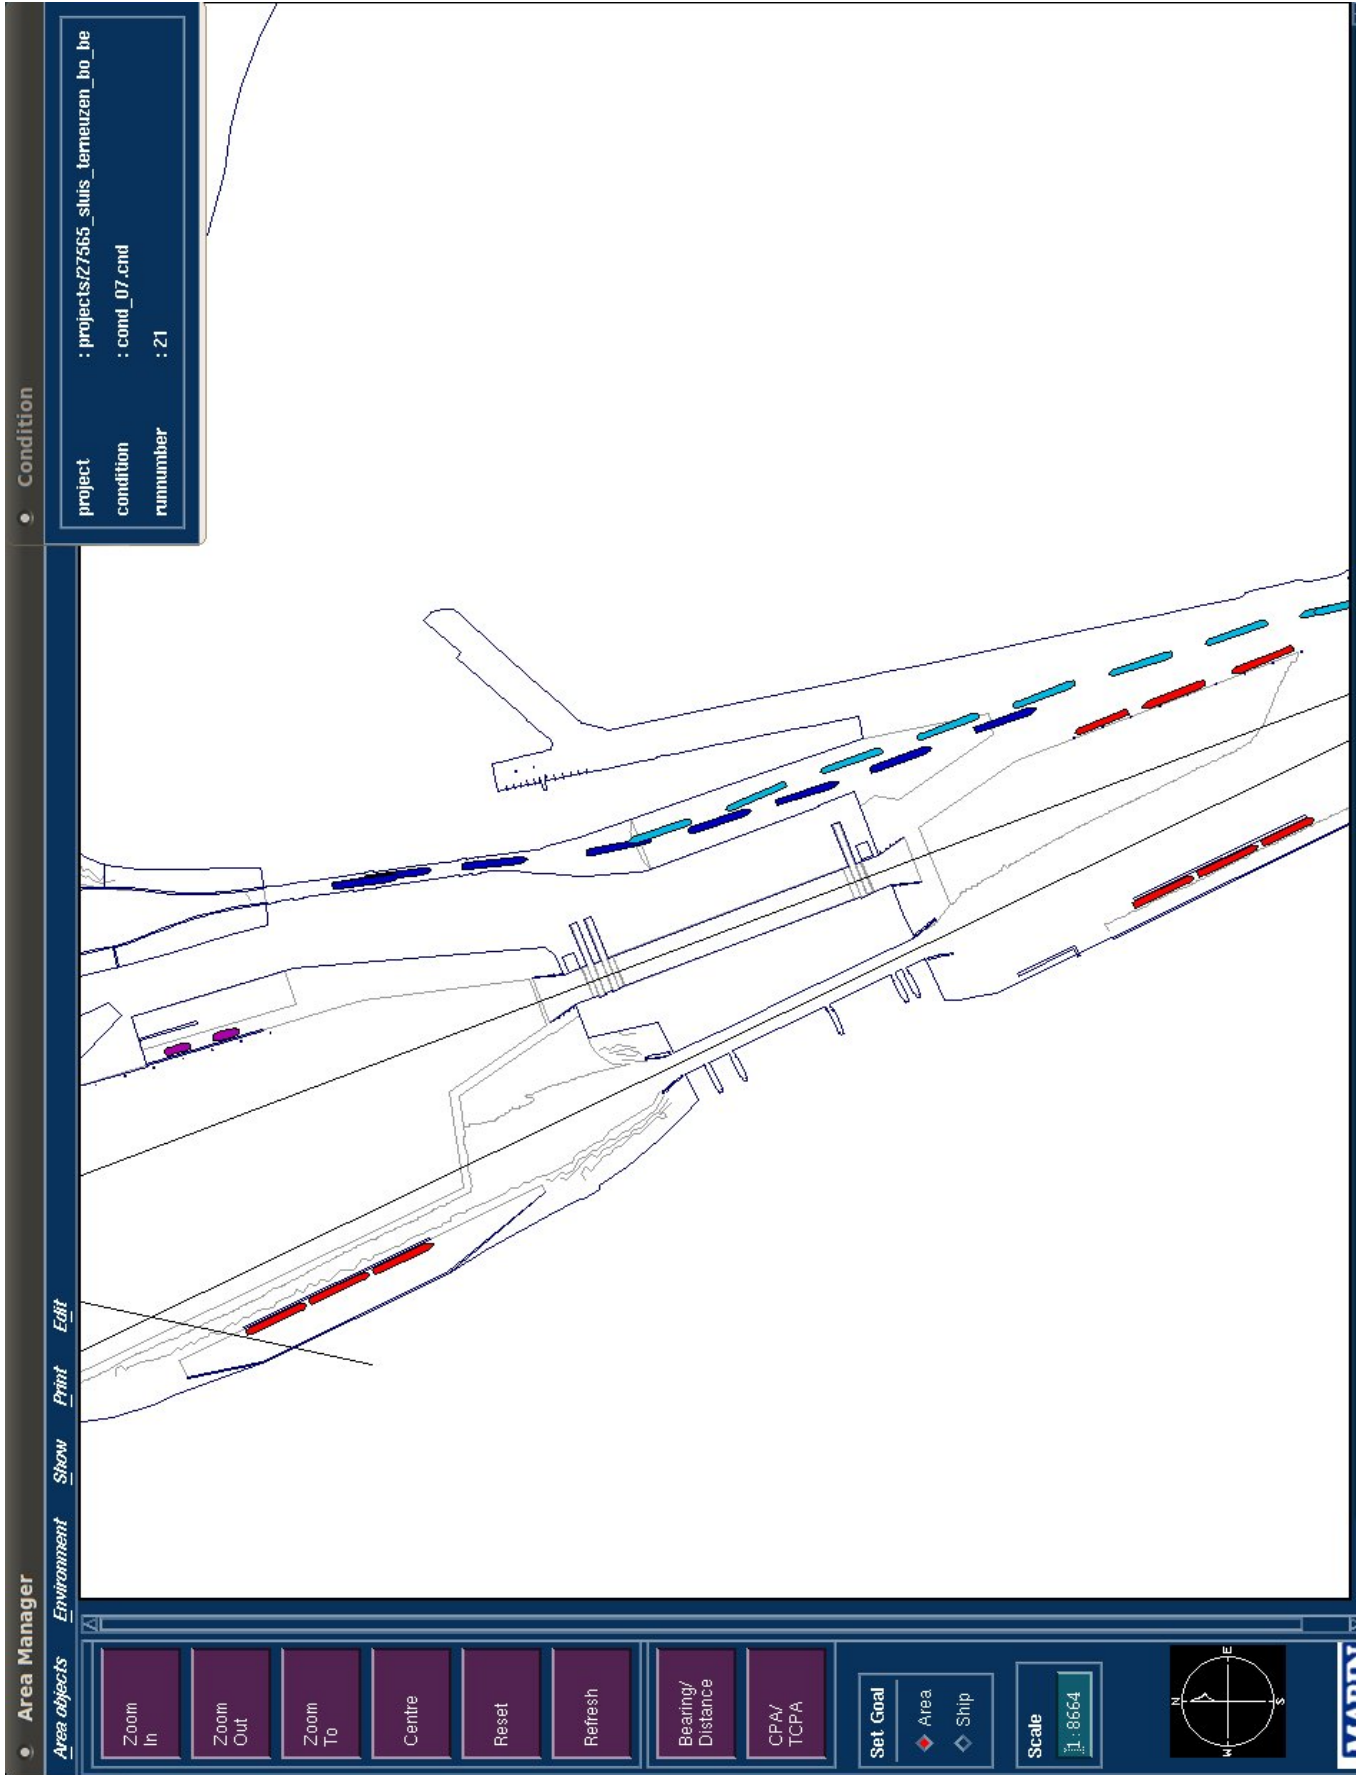 Area Manager
Condition
Area objects Environment Show Print Edit
project : projects/27565_sluis_terneuzen_bo_be
condition : cond_07.cnd
runnumber : 21
Zoom
In
Zoom
Out
Zoom
To
Centre
Reset
Refresh
Bearing/
Distance
CPA/
TCPA
Set Goal
Area
Ship
Scale
1:8664
N
W E
S